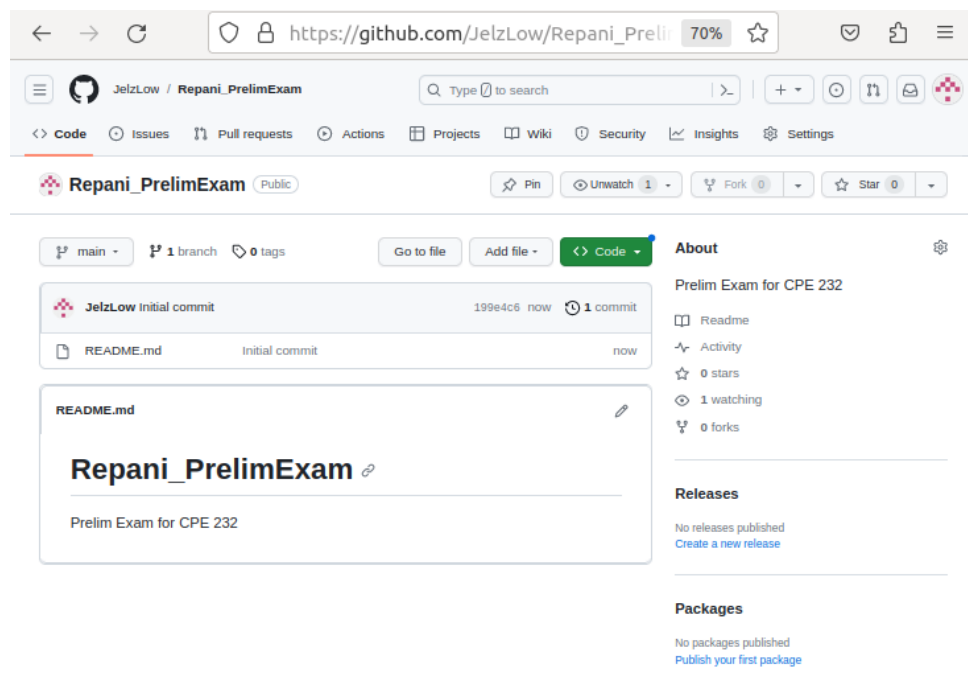 https://github.com/JelzLow/Repani_Preli 70%
JelzLow / Repani_PrelimExam Type / to search
Code Issues Pull requests Actions Projects Wiki Security Insights Settings
Repani_PrelimExam Public Pin Unwatch 1 Fork 0 Star 0
main 1 branch 0 tags Go to file Add file Code
JelzLow Initial commit 199e4c6 now 1 commit
README.md Initial commit now
README.md
Repani_PrelimExam
Prelim Exam for CPE 232
About
Prelim Exam for CPE 232
Readme
Activity
0 stars
1 watching
0 forks
Releases
No releases published
Create a new release
Packages
No packages published
Publish your first package